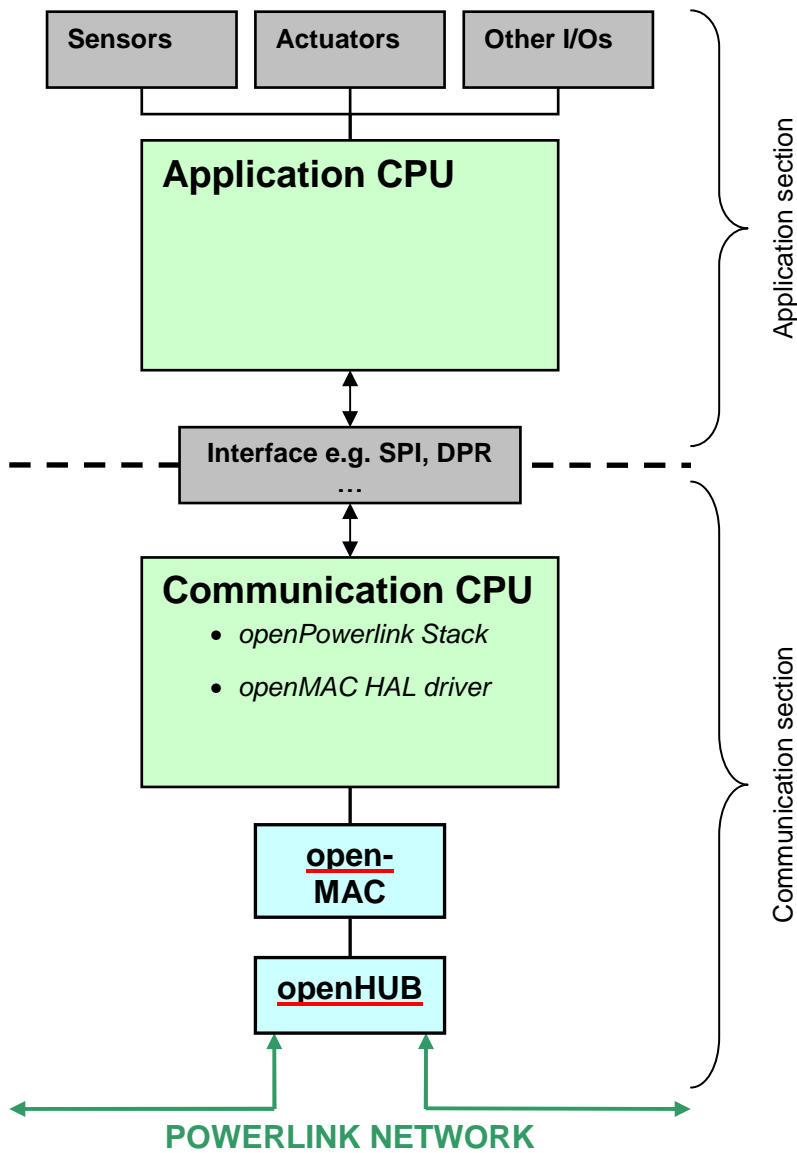 Sensors
Actuators
Other I/Os
Application CPU
Application section
Interface e.g. SPI, DPR
…
Communication CPU
• openPowerlink Stack
• openMAC HAL driver
Communication section
open-
MAC
openHUB
POWERLINK NETWORK